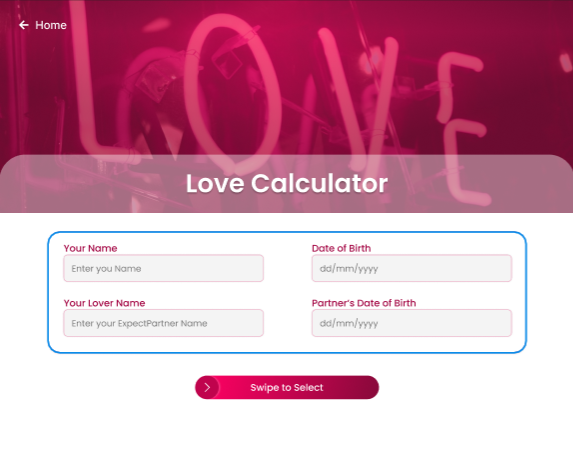 Home
LOVE
Love Calculator
Your Name
Date of Birth
Enter you Name
dd/mm/yyyy
Your Lover Name
Partner's Date of Birth
Enter your ExpectPartner Name
dd/mm/yyyy
Swipe to Select